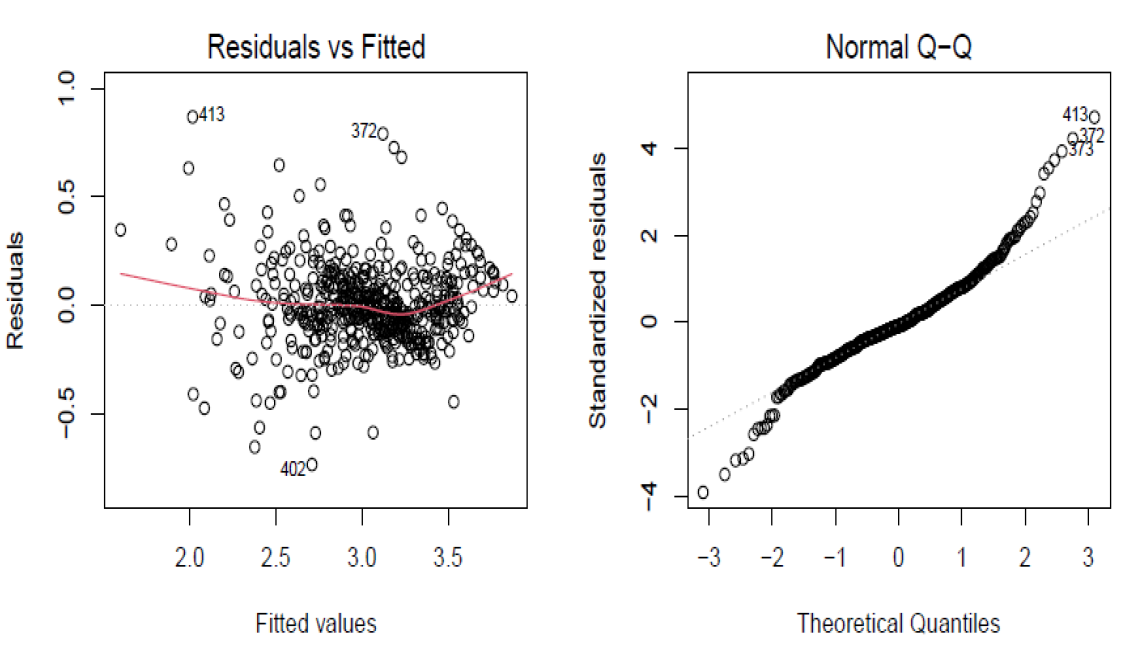 Residuals vs Fitted
Residuals
1.0
0.5
0.0
−0.5
413
372
402
2.0 2.5 3.0 3.5
Fitted values
Normal Q−Q
Standardized residuals
4
2
0
−2
−4
413
372
373
−3 −2 −1 0 1 2 3
Theoretical Quantiles